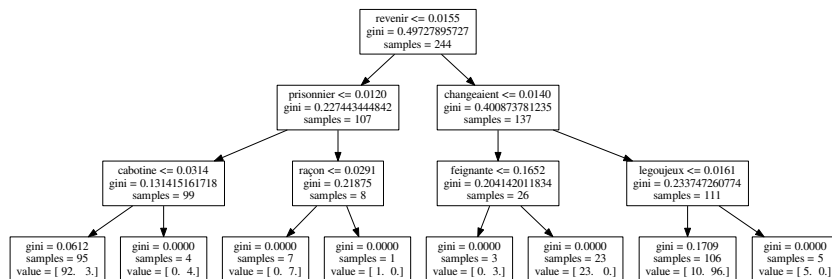 revenir <= 0.0155
gini = 0.49727895727
samples = 244
prisonnier <= 0.0120
gini = 0.227443444842
samples = 107
changeaient <= 0.0140
gini = 0.400873781235
samples = 137
cabotine <= 0.0314
gini = 0.131415161718
samples = 99
raçon <= 0.0291
gini = 0.21875
samples = 8
feignante <= 0.1652
gini = 0.204142011834
samples = 26
legoujeux <= 0.0161
gini = 0.233747260774
samples = 111
gini = 0.0612
samples = 95
value = [ 92.   3.]
gini = 0.0000
samples = 4
value = [ 0.  4.]
gini = 0.0000
samples = 7
value = [ 0.  7.]
gini = 0.0000
samples = 1
value = [ 1.  0.]
gini = 0.0000
samples = 3
value = [ 0.  3.]
gini = 0.0000
samples = 23
value = [ 23.   0.]
gini = 0.1709
samples = 106
value = [ 10.  96.]
gini = 0.0000
samples = 5
value = [ 5.  0.]